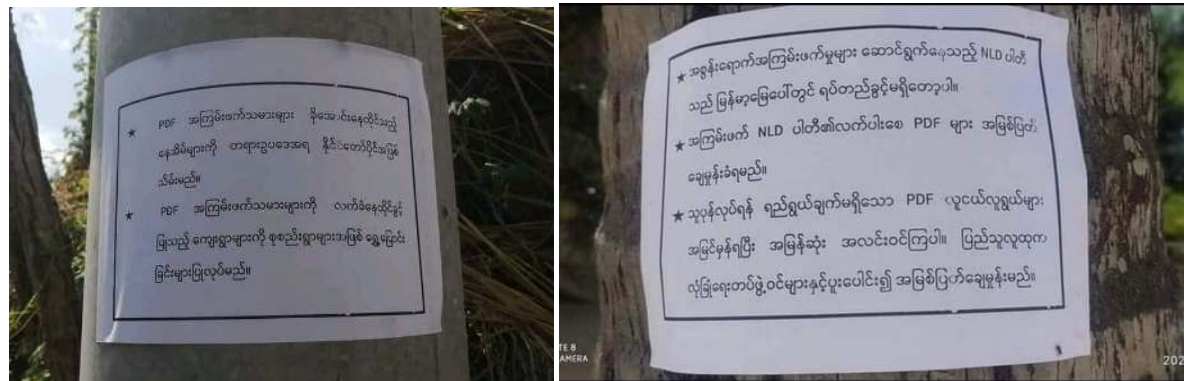 ★ PDF အကြမ်းဖက်သမားများ ခိုအောင်းနေထိုင်သည့်
နေအိမ်များကို တရားဥပဒေအရ နိုင်ငံတော်ပိုင်အဖြစ်
သိမ်းမည်။
★ PDF အကြမ်းဖက်သမားများကို လက်ခံနေထိုင်ခွင့်
ပြုသည့် ကျေးရွာများကို စုစည်းရွာများအဖြစ် ရွှေ့ပြောင်း
ခြင်းများပြုလုပ်မည်။
★ အစွန်းရောက်အကြမ်းဖက်မှုများ ဆောင်ရွက်နေသည့် NLD ပါတီ
သည် မြန်မာ့မြေပေါ်တွင် ရပ်တည်ခွင့်မရှိတော့ပါ။
★ အကြမ်းဖက် NLD ပါတီ၏လက်ပါးစေ PDF များ အမြစ်ပြတ်
ချေမှုန်းခံရမည်။
★ သူပုန်လုပ်ရန် ရည်ရွယ်ချက်မရှိသော PDF လူငယ်လူရွယ်များ
အမြင်မှန်ရပြီး အမြန်ဆုံး အလင်းဝင်ကြပါ။ ပြည်သူလူထုက
လုံခြုံရေးတပ်ဖွဲ့ဝင်များနှင့်ပူးပေါင်း၍ အမြစ်ပြတ်ချေမှုန်းမည်။
TE 8
AMERA
202